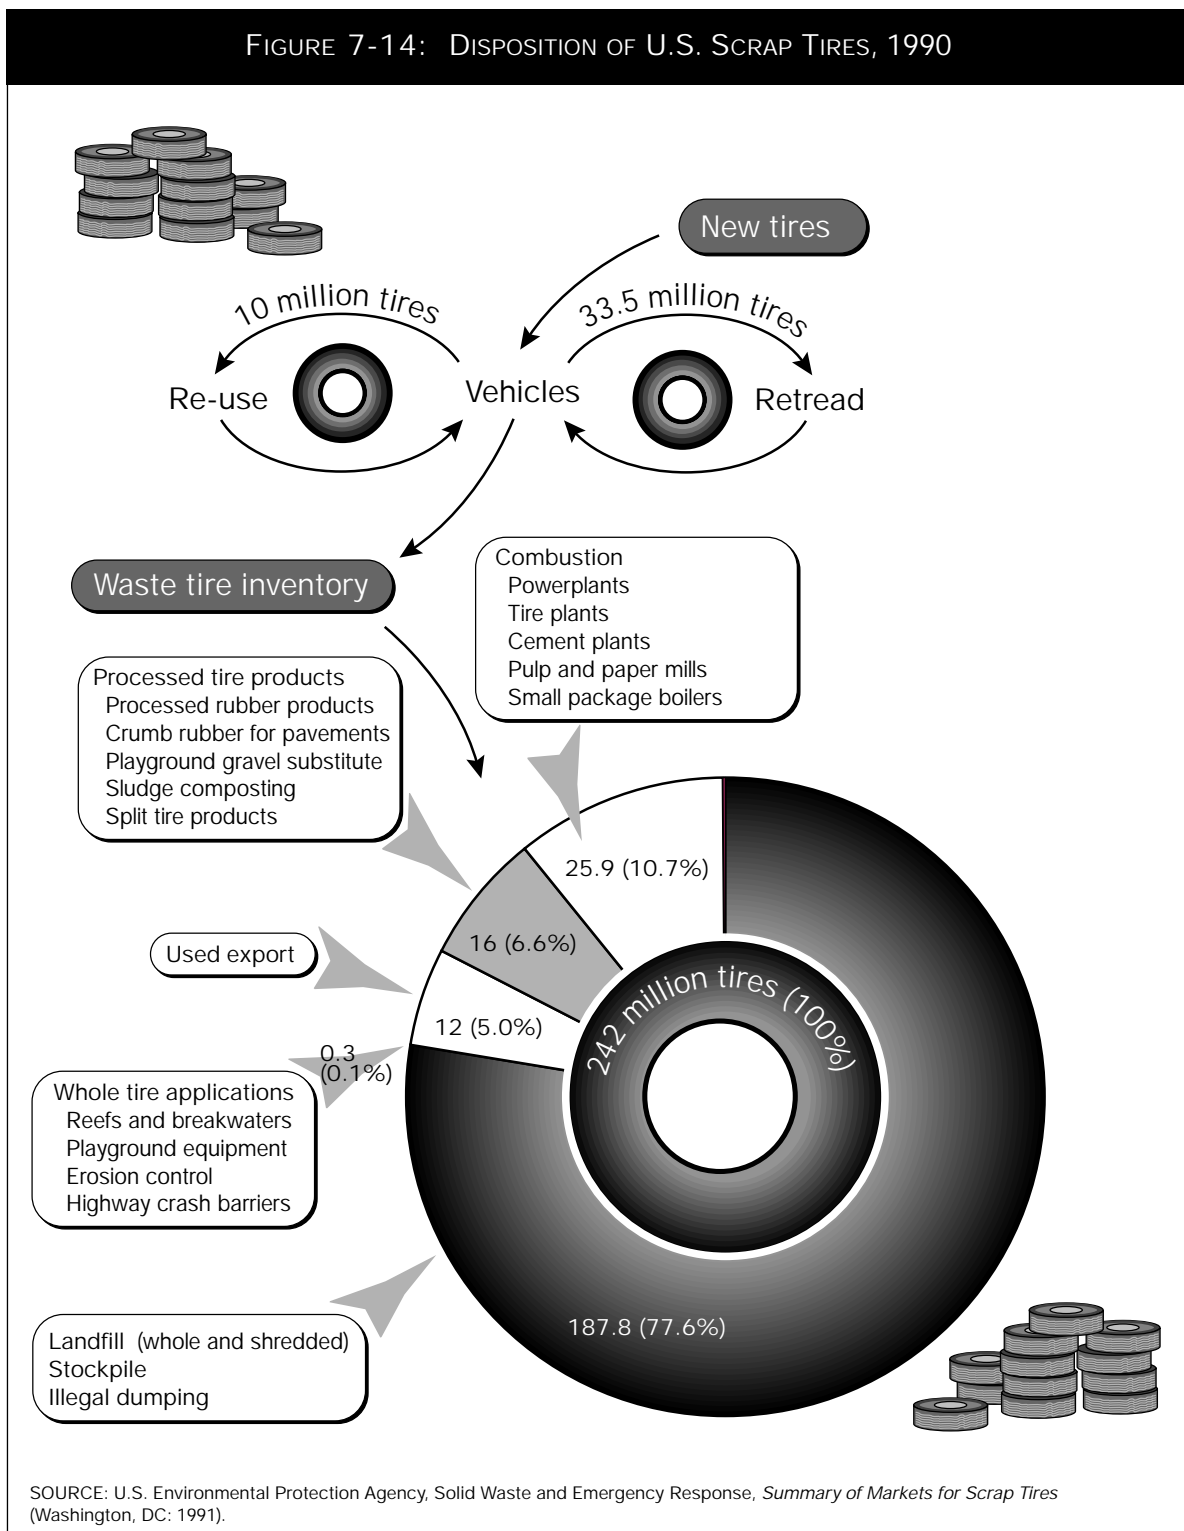 FIGURE 7-14: DISPOSITION OF U.S. SCRAP TIRES, 1990
New tires
10 million tires
33.5 million tires
Re-use
Vehicles
Retread
Waste tire inventory
Combustion
Powerplants
Tire plants
Cement plants
Pulp and paper mills
Small package boilers
Processed tire products
Processed rubber products
Crumb rubber for pavements
Playground gravel substitute
Sludge composting
Split tire products
25.9 (10.7%)
16 (6.6%)
Used export
12 (5.0%)
242 million tires (100%)
0.3
(0.1%)
Whole tire applications
Reefs and breakwaters
Playground equipment
Erosion control
Highway crash barriers
187.8 (77.6%)
Landfill (whole and shredded)
Stockpile
Illegal dumping
SOURCE: U.S. Environmental Protection Agency, Solid Waste and Emergency Response, Summary of Markets for Scrap Tires
(Washington, DC: 1991).